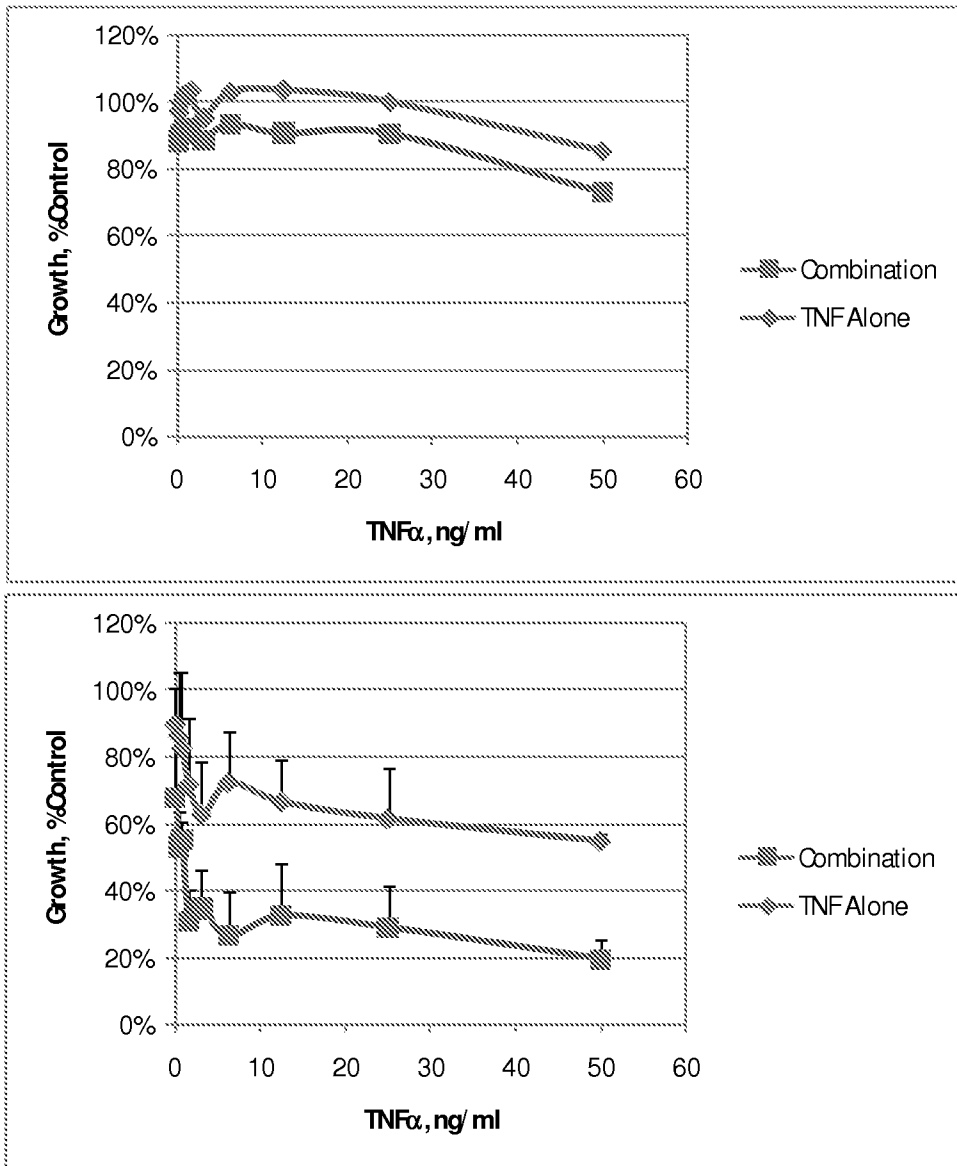 120%
100%
80%
60%
40%
20%
0%
Growth, %Control
0 10 20 30 40 50 60
TNFα, ng/ml
Combination
TNF Alone
120%
100%
80%
60%
40%
20%
0%
Growth, %Control
0 10 20 30 40 50 60
TNFα, ng/ml
Combination
TNF Alone